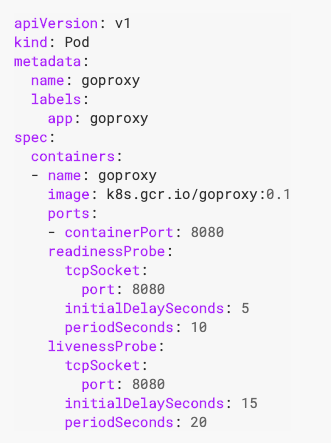 apiVersion: v1
kind: Pod
metadata:
  name: goproxy
  labels:
    app: goproxy
spec:
  containers:
  - name: goproxy
    image: k8s.gcr.io/goproxy:0.1
    ports:
    - containerPort: 8080
    readinessProbe:
      tcpSocket:
        port: 8080
      initialDelaySeconds: 5
      periodSeconds: 10
    livenessProbe:
      tcpSocket:
        port: 8080
      initialDelaySeconds: 15
      periodSeconds: 20